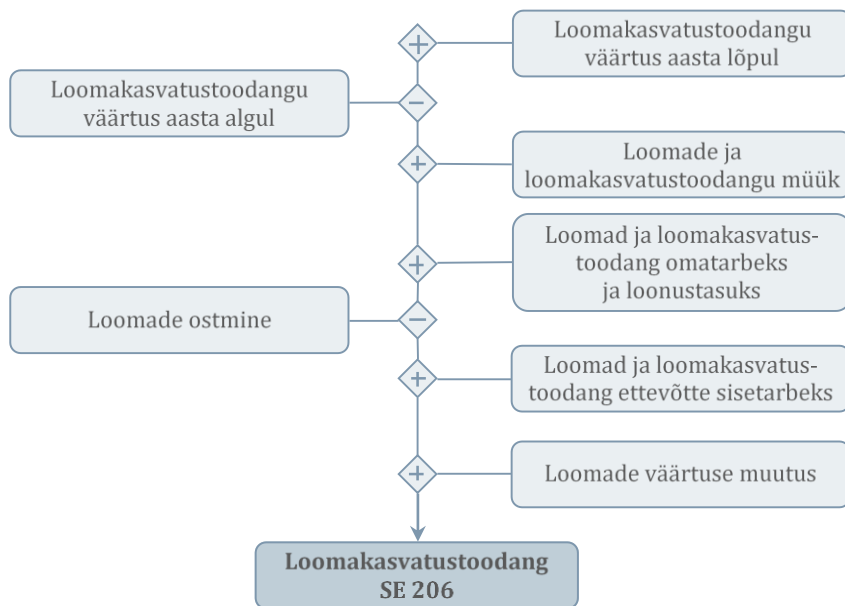 +
Loomakasvatustoodangu
väärtus aasta lõpul
Loomakasvatustoodangu
väärtus aasta algul
−
+
Loomade ja
loomakasvatustoodangu müük
+
Loomad ja loomakasvatus-
toodang omatarbeks
ja loonustasuks
Loomade ostmine
−
+
Loomad ja loomakasvatus-
toodang ettevõtte sisetarbeks
+
Loomade väärtuse muutus
Loomakasvatustoodang
SE 206